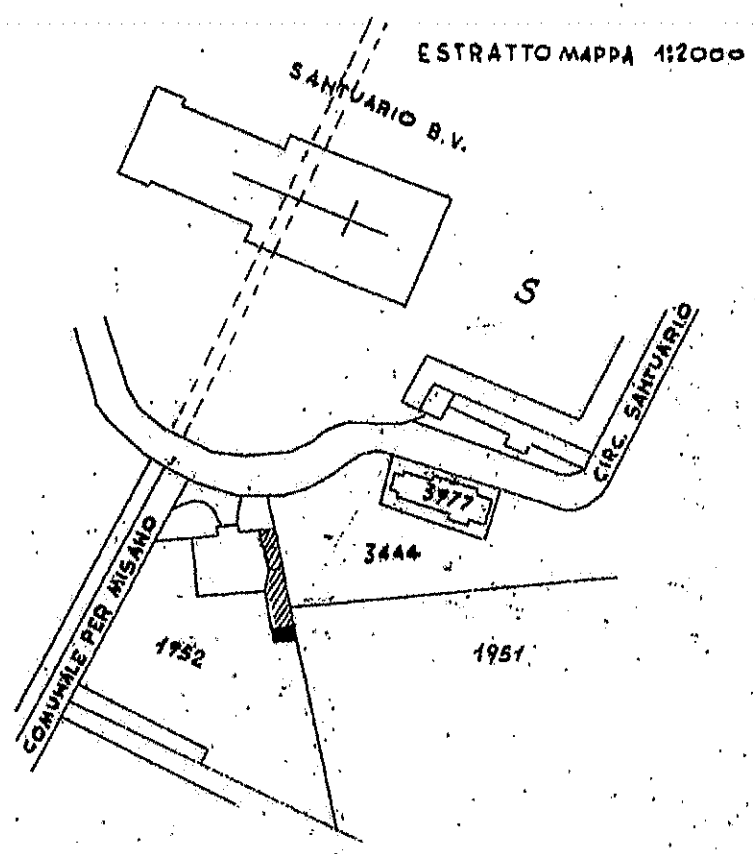 ESTRATTO MAPPA 1:2000
SANTUARIO B.V.
S
CIRC. SANTUARIO
3977
3444
COMUNALE PER MISANO
1952
1951